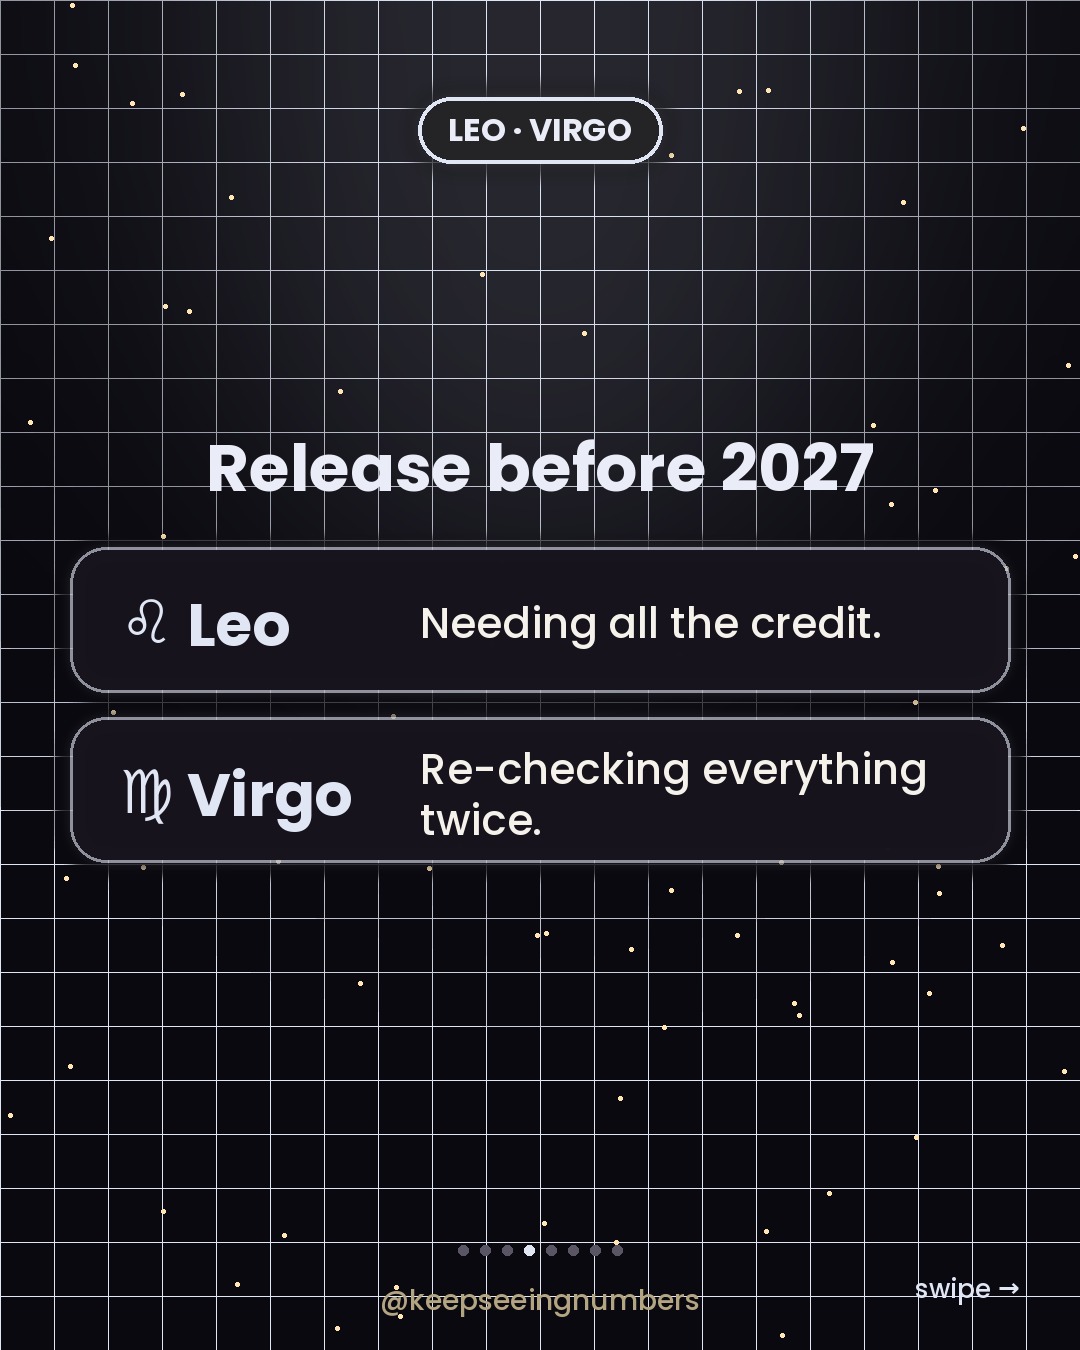 LEO · VIRGO
Release before 2027
♌ Leo
Needing all the credit.
♍ Virgo
Re-checking everything
twice.
@keepseeingnumbers
swipe →